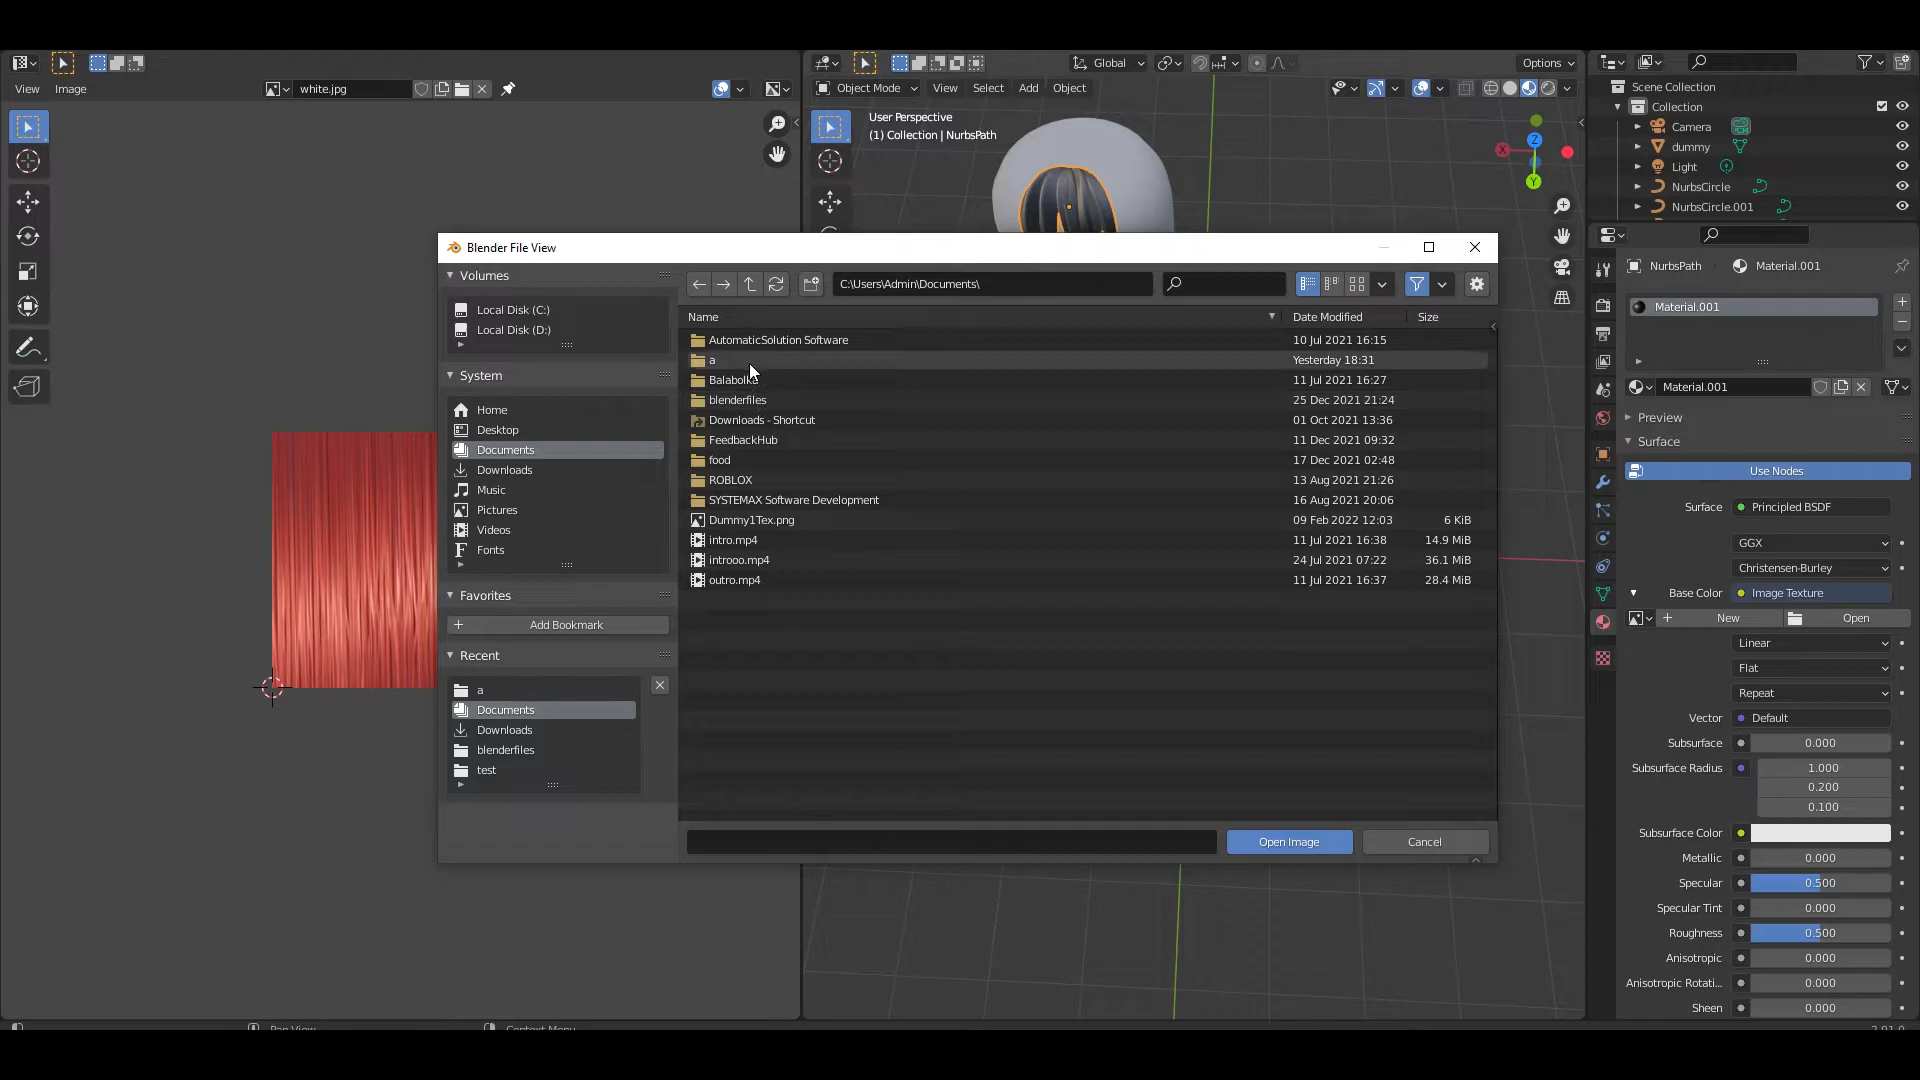 white.jpg
Global
Options
View
Image
Object Mode
View
Select
Add
Object
User Perspective
(1) Collection | NurbsPath
X
Z
Y
Scene Collection
Collection
Camera
dummy
Light
NurbsCircle
NurbsCircle.001
Blender File View
Volumes
Local Disk (C:)
Local Disk (D:)
System
Home
Desktop
Documents
Downloads
Music
Pictures
Videos
Fonts
Favorites
Add Bookmark
Recent
a
Documents
Downloads
blenderfiles
test
C:\Users\Admin\Documents\
Name Date Modified Size
AutomaticSolution Software 10 Jul 2021 16:15
a Yesterday 18:31
Balabolka 11 Jul 2021 16:27
blenderfiles 25 Dec 2021 21:24
Downloads - Shortcut 01 Oct 2021 13:36
FeedbackHub 11 Dec 2021 09:32
food 17 Dec 2021 02:48
ROBLOX 13 Aug 2021 21:26
SYSTEMAX Software Development 16 Aug 2021 20:06
Dummy1Tex.png 09 Feb 2022 12:03 6 KiB
intro.mp4 11 Jul 2021 16:38 14.9 MiB
introoo.mp4 24 Jul 2021 07:22 36.1 MiB
outro.mp4 11 Jul 2021 16:37 28.4 MiB
Open Image
Cancel
NurbsPath
Material.001
Material.001
Material.001
Preview
Surface
Use Nodes
Surface Principled BSDF
GGX
Christensen-Burley
Base Color Image Texture
New Open
Linear
Flat
Repeat
Vector Default
Subsurface 0.000
Subsurface Radius 1.000
0.200
0.100
Subsurface Color
Metallic 0.000
Specular 0.500
Specular Tint 0.000
Roughness 0.500
Anisotropic 0.000
Anisotropic Rotati... 0.000
Sheen 0.000
Pan View
Context Menu
2.91.0